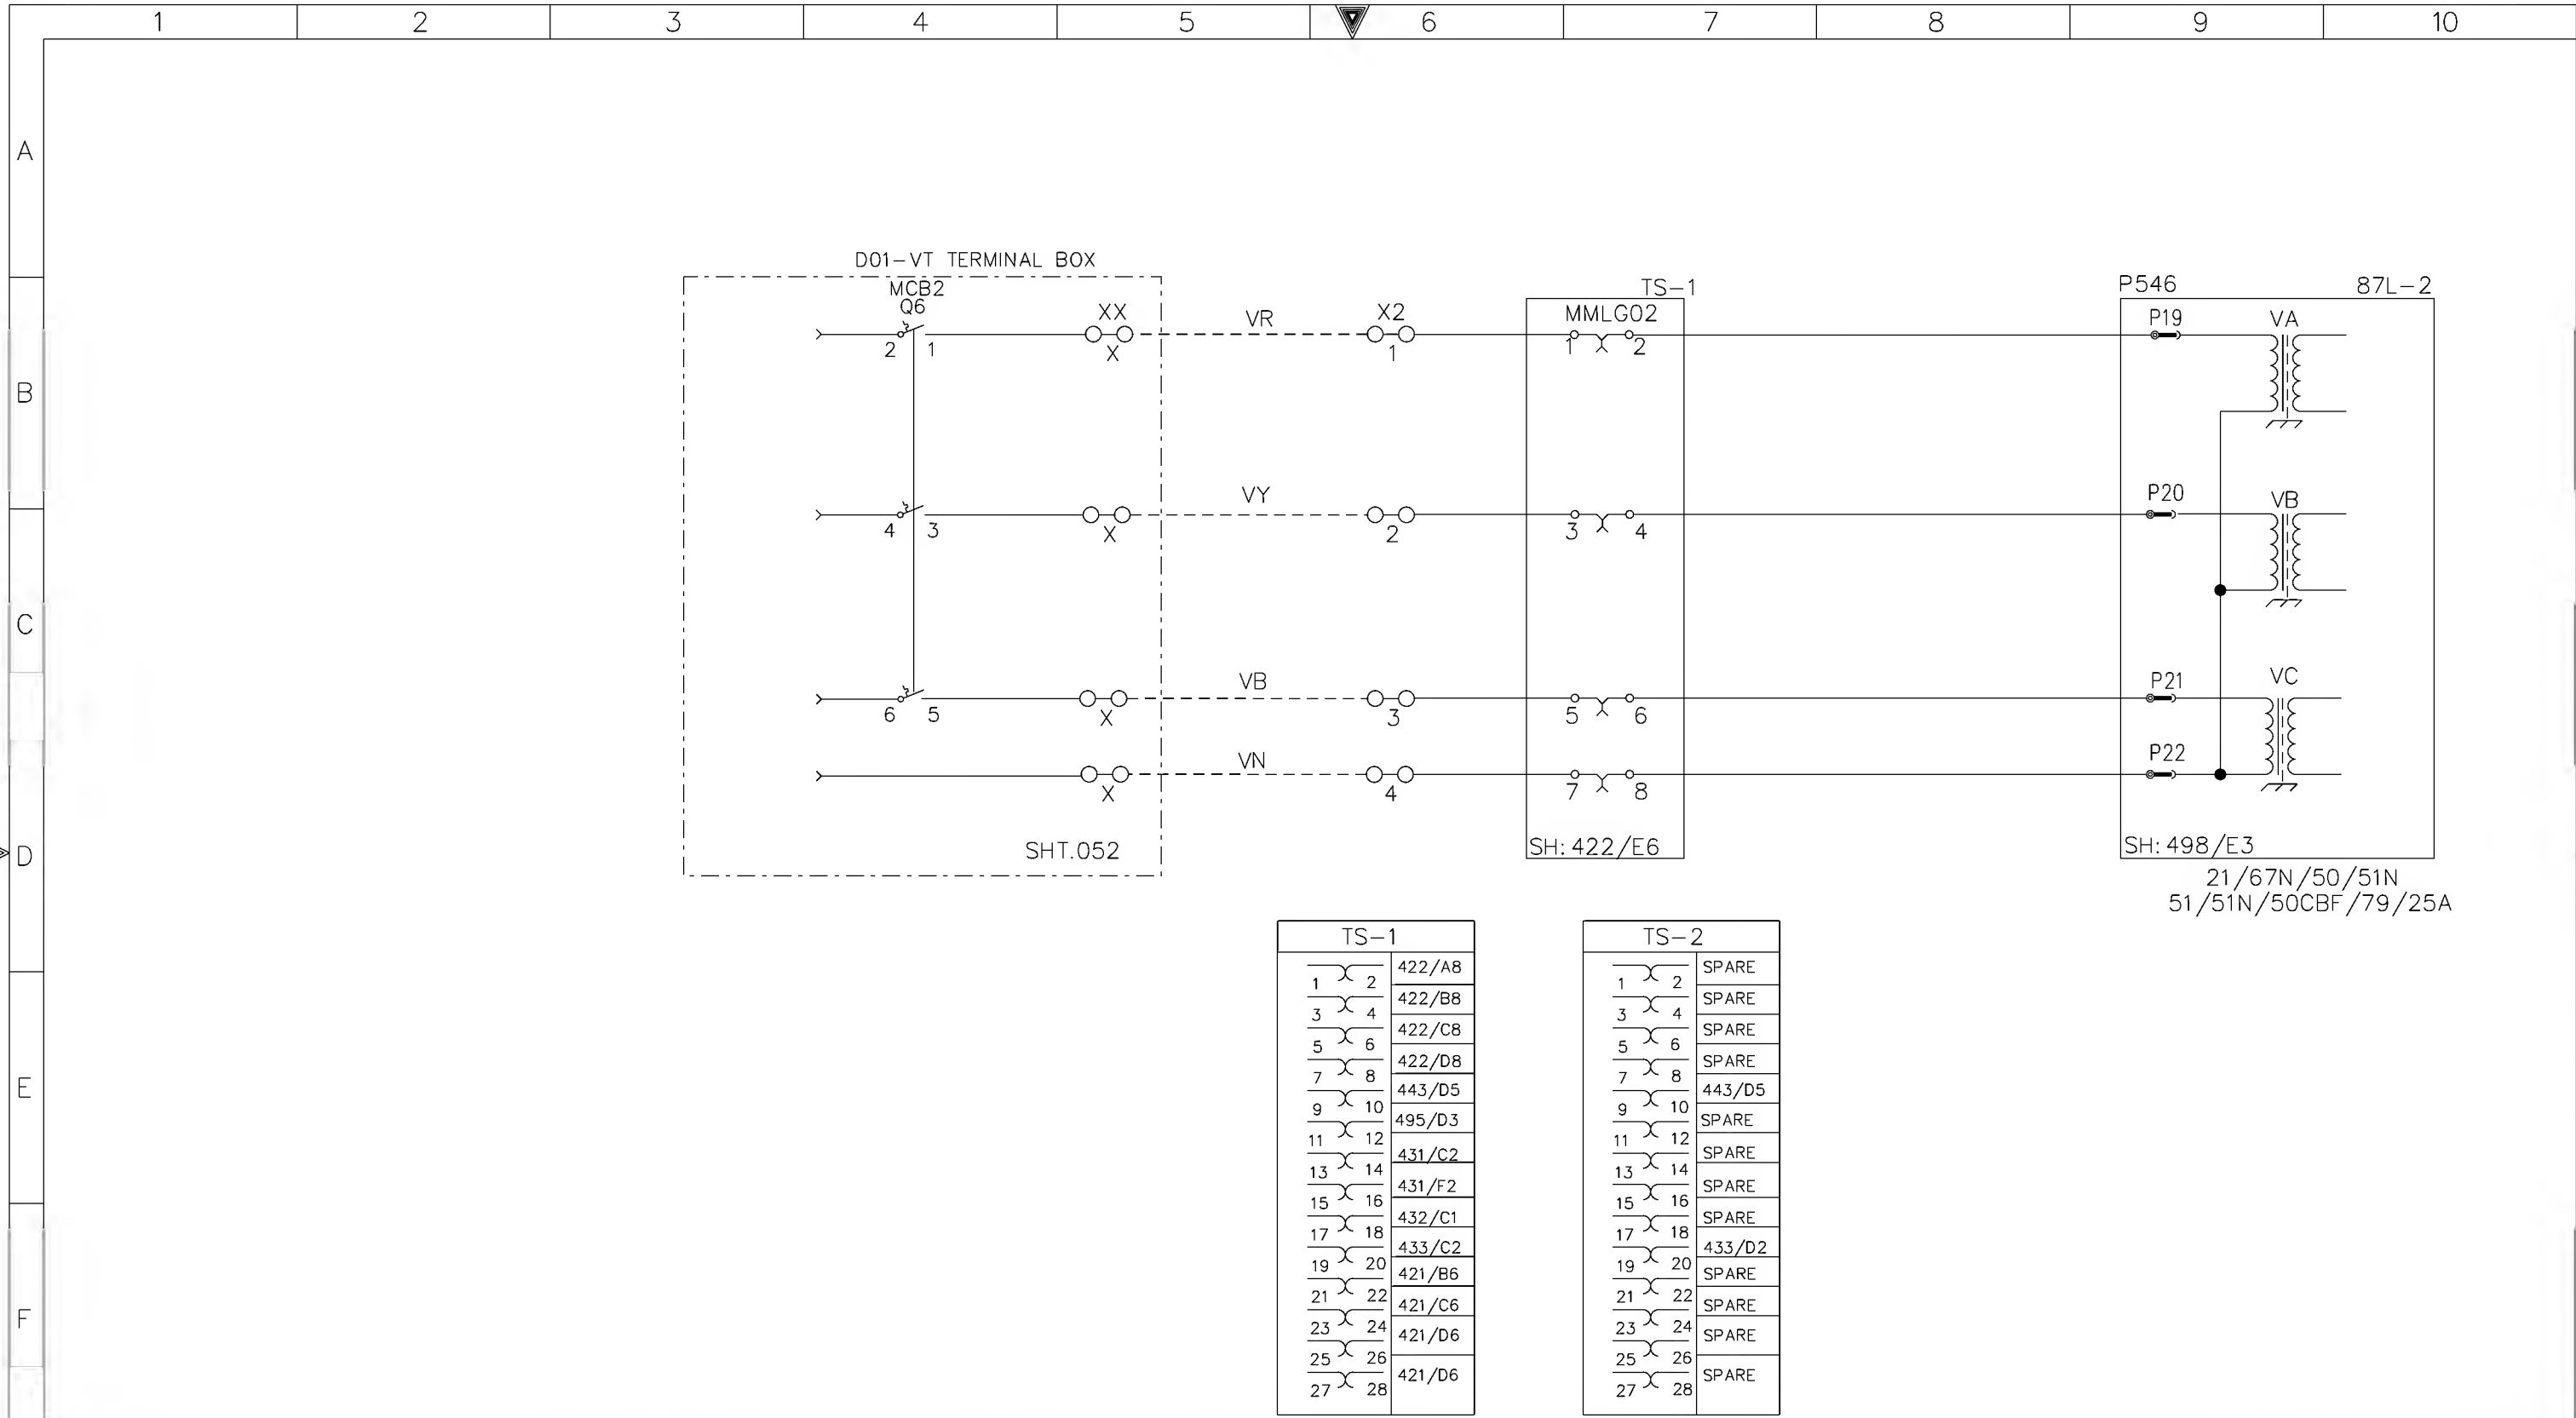 1 2 3 4 5 6 7 8 9 10
A
B
C
D
E
F
D01-VT TERMINAL BOX
MCB2
Q6
XX
VR
X2
TS-1
MMLG02
P546
87L-2
P19
VA
2 1
X
1
1 2
VY
P20
VB
4 3
X
2
3 4
VB
P21
VC
6 5
X
3
5 6
VN
P22
X
4
7 8
SHT.052
SH: 422/E6
SH: 498/E3
21/67N/50/51N
51/51N/50CBF/79/25A
TS-1
1 2 422/A8
3 4 422/B8
5 6 422/C8
7 8 422/D8
9 10 443/D5
11 12 495/D3
13 14 431/C2
15 16 431/F2
17 18 432/C1
19 20 433/C2
21 22 421/B6
23 24 421/C6
25 26 421/D6
27 28 421/D6
TS-2
1 2 SPARE
3 4 SPARE
5 6 SPARE
7 8 SPARE
9 10 443/D5
11 12 SPARE
13 14 SPARE
15 16 SPARE
17 18 SPARE
19 20 433/D2
21 22 SPARE
23 24 SPARE
25 26 SPARE
27 28 SPARE